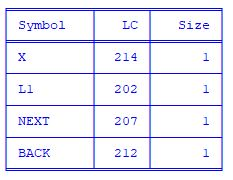 Symbol LC Size
X 214 1
L1 202 1
NEXT 207 1
BACK 212 1